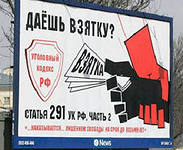 ДАЁШЬ ВЗЯТКУ?
УГОЛОВНЫЙ
КОДЕКС
РФ
ВЗЯТКА
СТАТЬЯ 291 УК РФ, ЧАСТЬ 2
"...НАКАЗЫВАЕТСЯ... ЛИШЕНИЕМ СВОБОДЫ НА СРОК ДО ВОСЬМИ ЛЕТ"
News